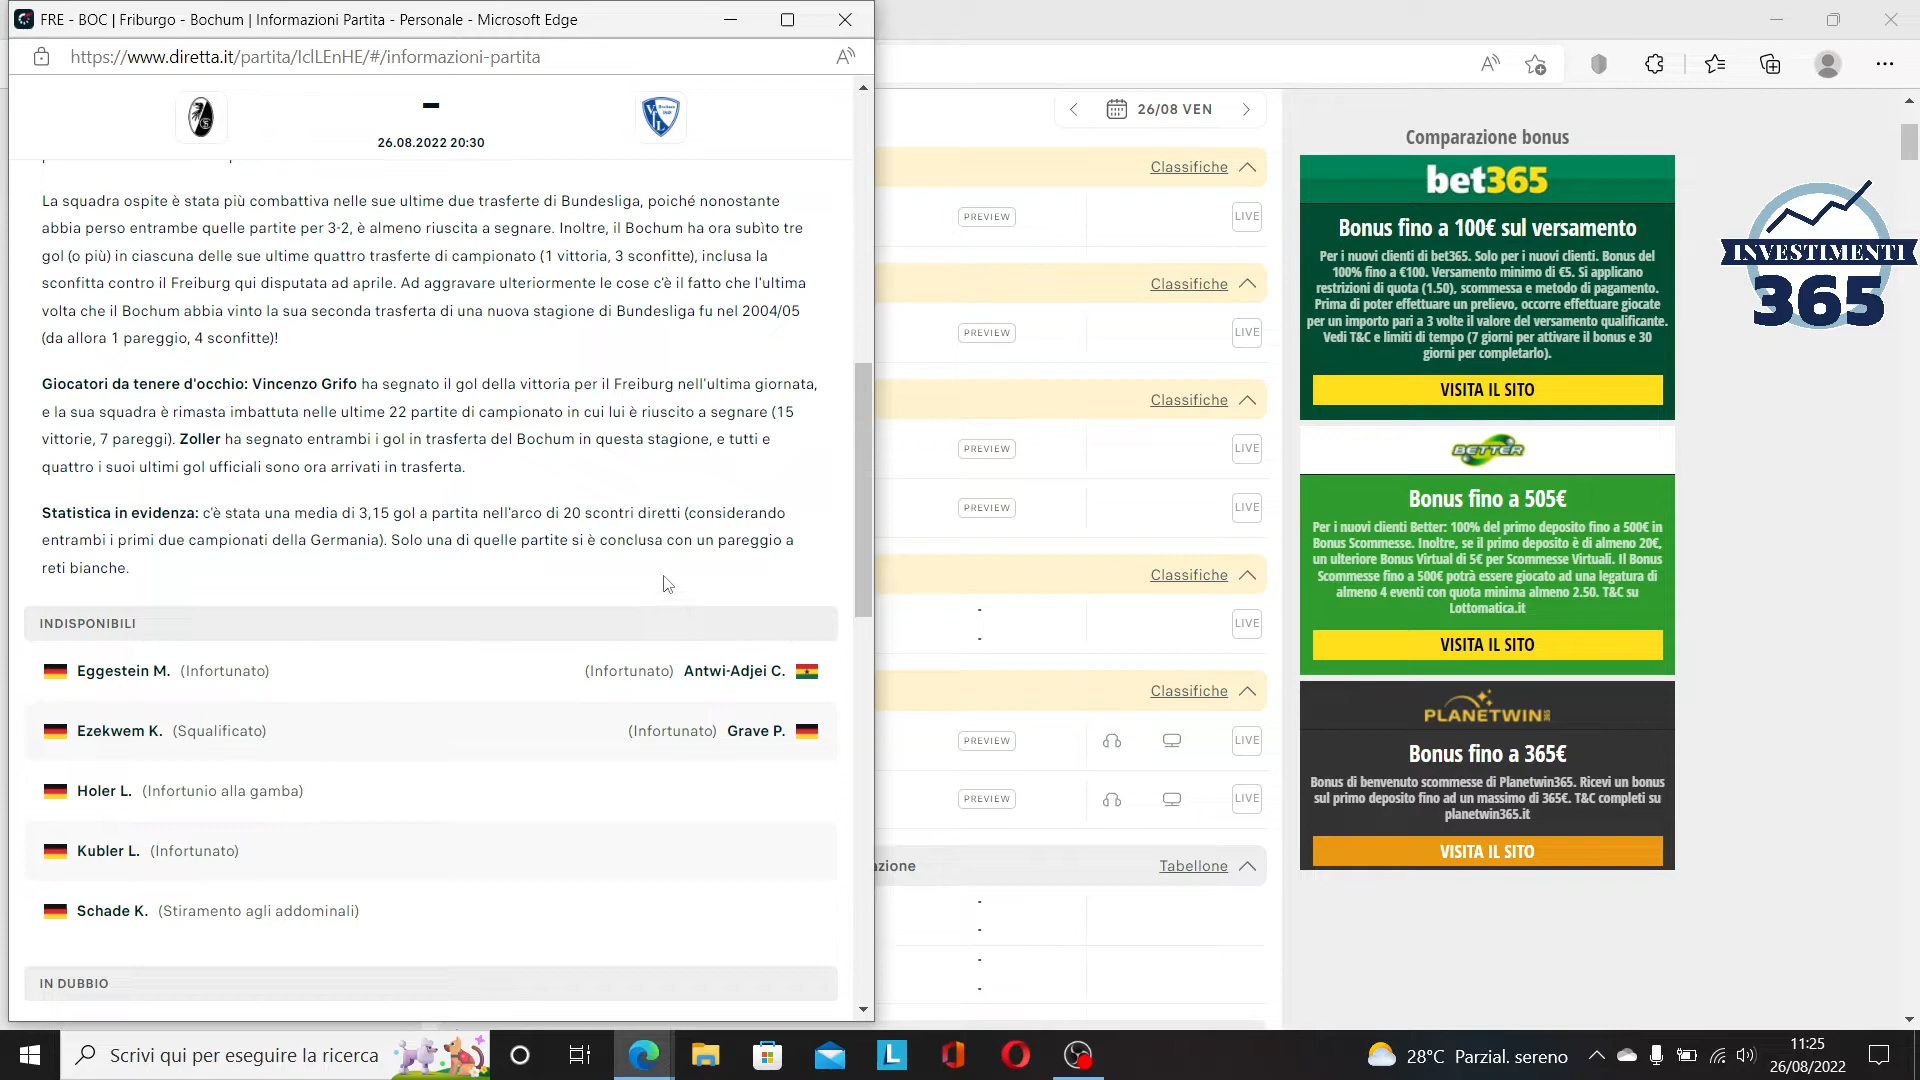 FRE - BOC | Friburgo - Bochum | Informazioni Partita - Personale - Microsoft Edge
https://www.diretta.it/partita/IclLEnHE/#/informazioni-partita
-
26.08.2022 20:30
La squadra ospite è stata più combattiva nelle sue ultime due trasferte di Bundesliga, poiché nonostante
abbia perso entrambe quelle partite per 3-2, è almeno riuscita a segnare. Inoltre, il Bochum ha ora subìto tre
gol (o più) in ciascuna delle sue ultime quattro trasferte di campionato (1 vittoria, 3 sconfitte), inclusa la
sconfitta contro il Freiburg qui disputata ad aprile. Ad aggravare ulteriormente le cose c'è il fatto che l'ultima
volta che il Bochum abbia vinto la sua seconda trasferta di una nuova stagione di Bundesliga fu nel 2004/05
(da allora 1 pareggio, 4 sconfitte)!
Giocatori da tenere d'occhio: Vincenzo Grifo ha segnato il gol della vittoria per il Freiburg nell'ultima giornata,
e la sua squadra è rimasta imbattuta nelle ultime 22 partite di campionato in cui lui è riuscito a segnare (15
vittorie, 7 pareggi). Zoller ha segnato entrambi i gol in trasferta del Bochum in questa stagione, e tutti e
quattro i suoi ultimi gol ufficiali sono ora arrivati in trasferta.
Statistica in evidenza: c'è stata una media di 3,15 gol a partita nell'arco di 20 scontri diretti (considerando
entrambi i primi due campionati della Germania). Solo una di quelle partite si è conclusa con un pareggio a
reti bianche.
INDISPONIBILI
Eggestein M. (Infortunato) (Infortunato) Antwi-Adjei C.
Ezekwem K. (Squalificato) (Infortunato) Grave P.
Holer L. (Infortunio alla gamba)
Kubler L. (Infortunato)
Schade K. (Stiramento agli addominali)
IN DUBBIO
26/08 VEN
Classifiche
PREVIEW LIVE
Classifiche
PREVIEW LIVE
Classifiche
PREVIEW LIVE
PREVIEW LIVE
Classifiche
-
LIVE
-
Classifiche
PREVIEW LIVE
PREVIEW LIVE
azione Tabellone
-
-
-
-
Comparazione bonus
bet365
Bonus fino a 100€ sul versamento
Per i nuovi clienti di bet365. Solo per i nuovi clienti. Bonus del
100% fino a €100. Versamento minimo di €5. Si applicano
restrizioni di quota (1.50), scommessa e metodo di pagamento.
Prima di poter effettuare un prelievo, occorre effettuare giocate
per un importo pari a 3 volte il valore del versamento qualificante.
Vedi T&C e limiti di tempo (7 giorni per attivare il bonus e 30
giorni per completarlo).
VISITA IL SITO
BETTER
Bonus fino a 505€
Per i nuovi clienti Better: 100% del primo deposito fino a 500€ in
Bonus Scommesse. Inoltre, se il primo deposito è di almeno 20€,
un ulteriore Bonus Virtual di 5€ per Scommesse Virtuali. Il Bonus
Scommesse fino a 500€ potrà essere giocato ad una legatura di
almeno 4 eventi con quota minima almeno 2.50. T&C su
Lottomatica.it
VISITA IL SITO
PLANETWIN365
Bonus fino a 365€
Bonus di benvenuto scommesse di Planetwin365. Ricevi un bonus
sul primo deposito fino ad un massimo di 365€. T&C completi su
planetwin365.it
VISITA IL SITO
INVESTIMENTI
365
Scrivi qui per eseguire la ricerca
28°C Parzial. sereno
11:25
26/08/2022